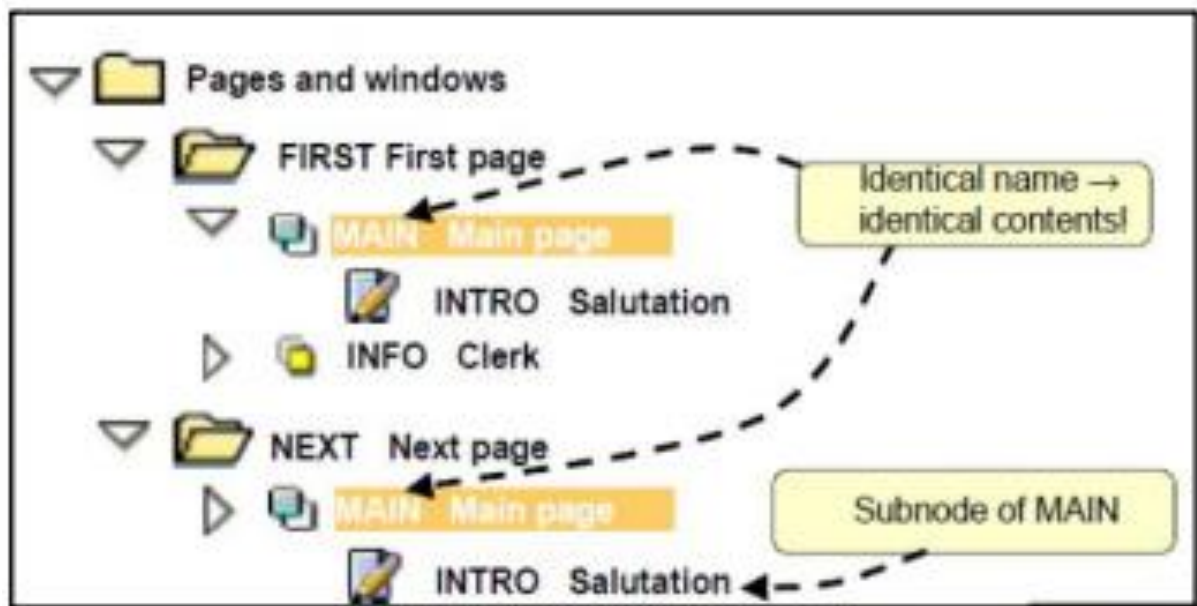 Pages and windows
FIRST First page
Identical name →
identical contents!
MAIN Main page
INTRO Salutation
INFO Clerk
NEXT Next page
MAIN Main page
Subnode of MAIN
INTRO Salutation